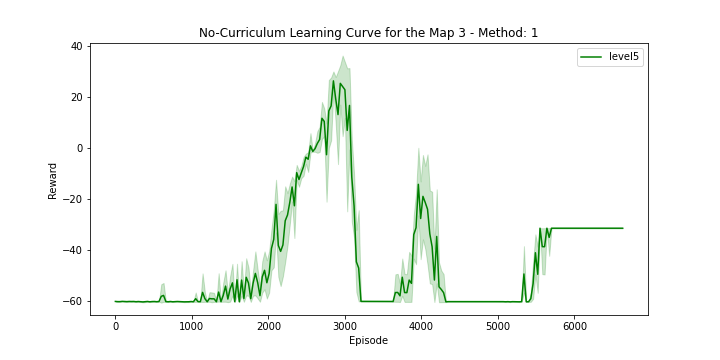 No-Curriculum Learning Curve for the Map 3 - Method: 1
level5
Reward
40
20
0
−20
−40
−60
0 1000 2000 3000 4000 5000 6000
Episode